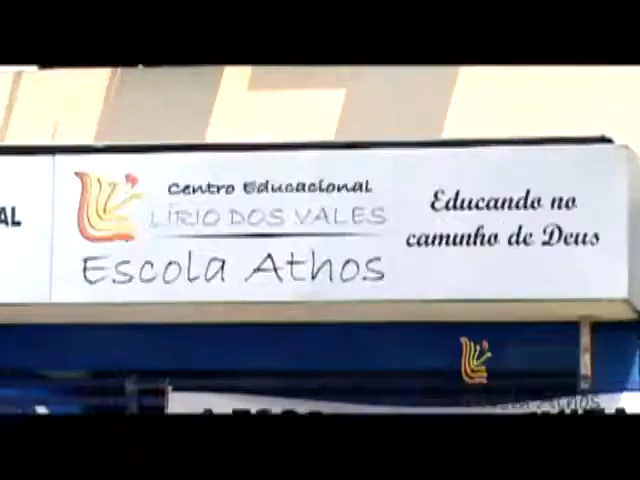 AL
Centro Educacional
LÍRIO DOS VALES
Escola Athos
Educando no
caminho de Deus